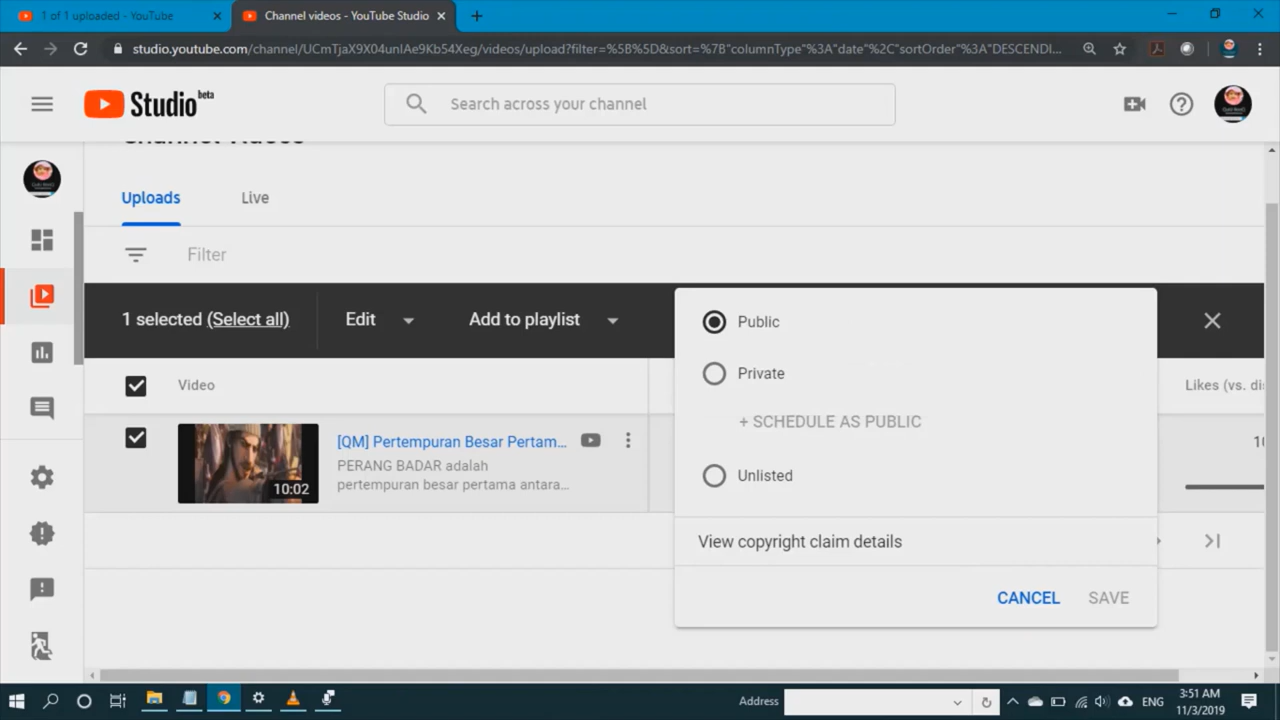 1 of 1 uploaded - YouTube
Channel videos - YouTube Studio
studio.youtube.com/channel/UCmTjaX9X04unIAe9Kb54Xeg/videos/upload?filter=%5B%5D&sort=%7B"columnType"%3A"date"%2C"sortOrder"%3A"DESCENDI...
Studio beta
Search across your channel
Channel videos
Uploads
Live
Filter
1 selected (Select all)
Edit
Add to playlist
Public
Private
+ SCHEDULE AS PUBLIC
Unlisted
View copyright claim details
CANCEL
SAVE
Video
Likes (vs. di
[QM] Pertempuran Besar Pertam...
PERANG BADAR adalah
pertempuran besar pertama antara...
10:02
Address
ENG
3:51 AM
11/3/2019